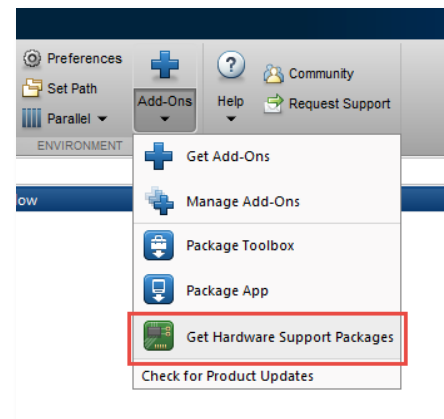 Preferences
Set Path
Parallel
ENVIRONMENT
Add-Ons
Help
Community
Request Support
Get Add-Ons
Manage Add-Ons
Package Toolbox
Package App
Get Hardware Support Packages
Check for Product Updates
ow